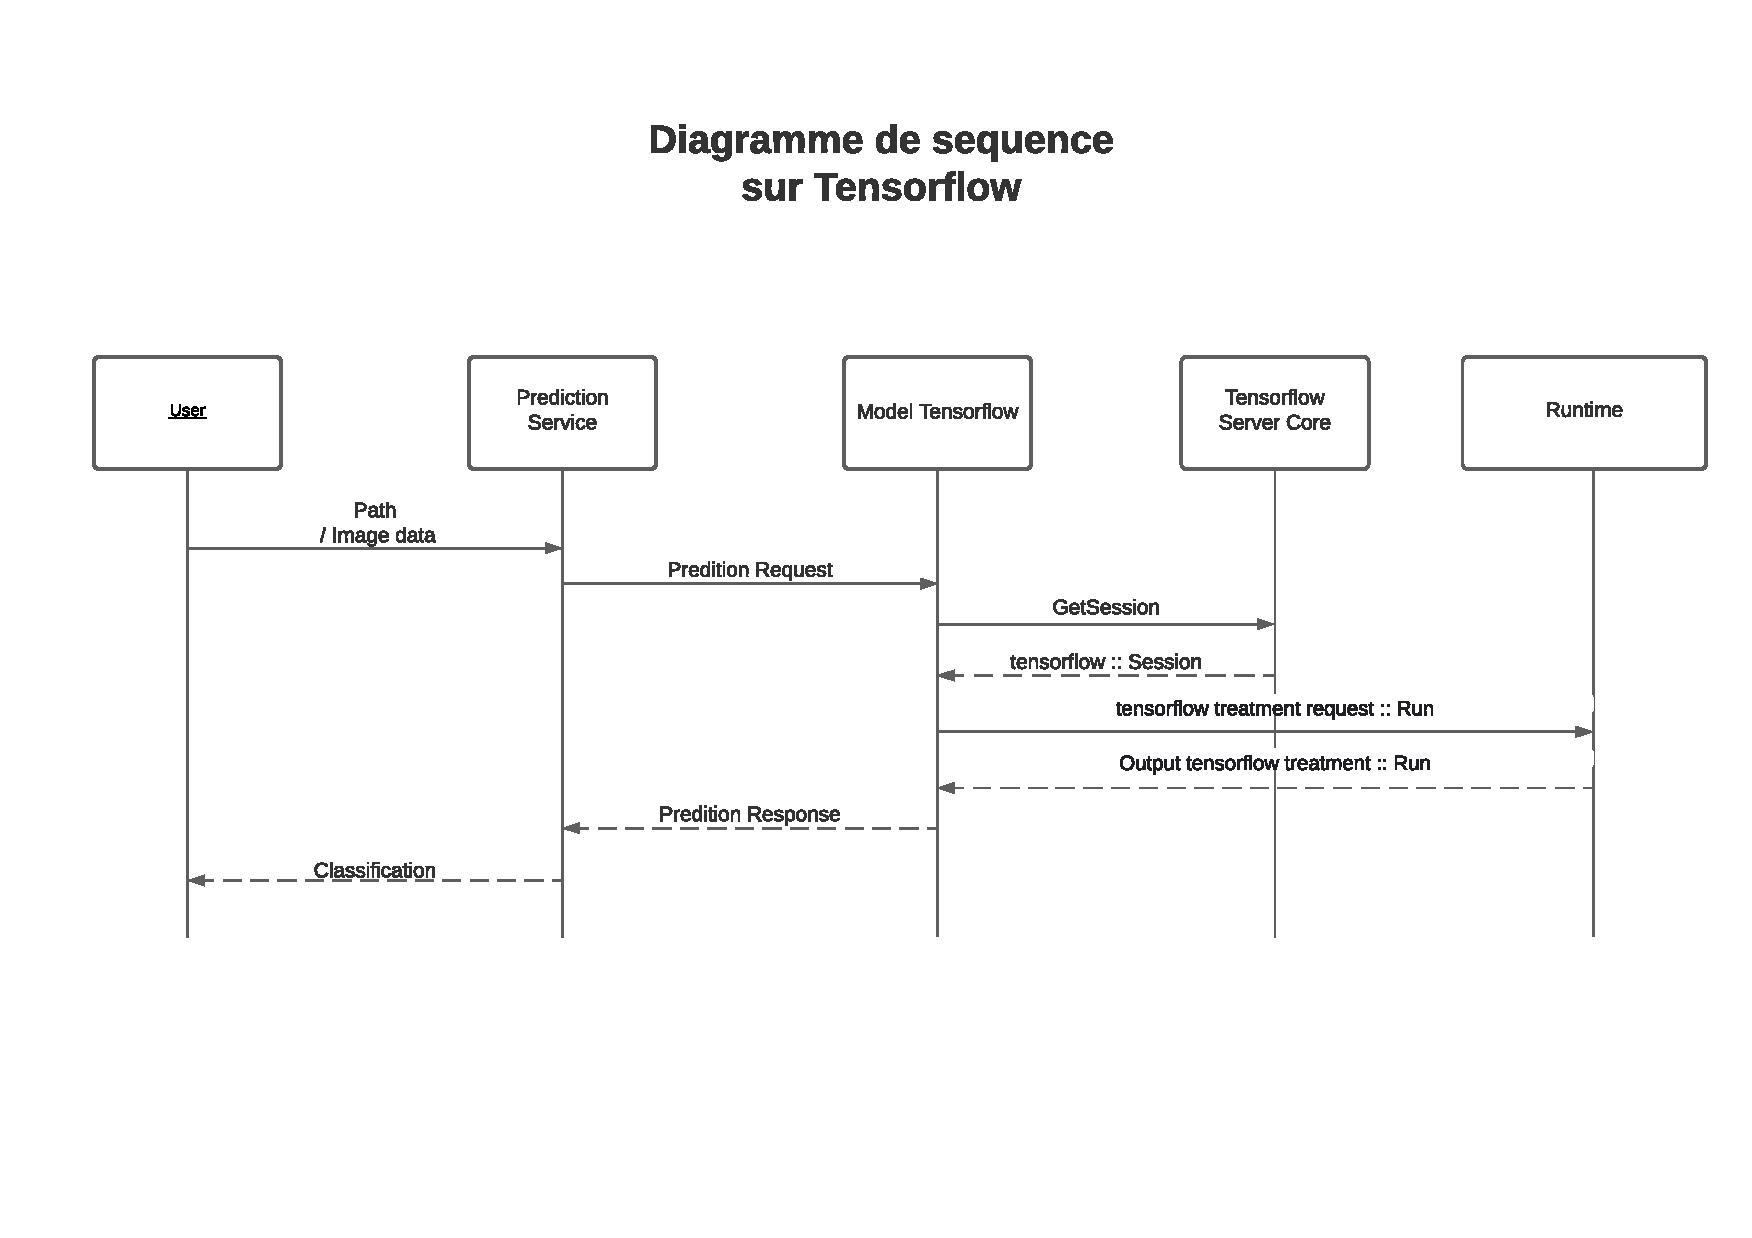 Diagramme de sequence
sur Tensorflow
User
Prediction
Service
Model Tensorflow
Tensorflow
Server Core
Runtime
Path
/ Image data
Predition Request
GetSession
tensorflow :: Session
tensorflow treatment request :: Run
Output tensorflow treatment :: Run
Predition Response
Classification